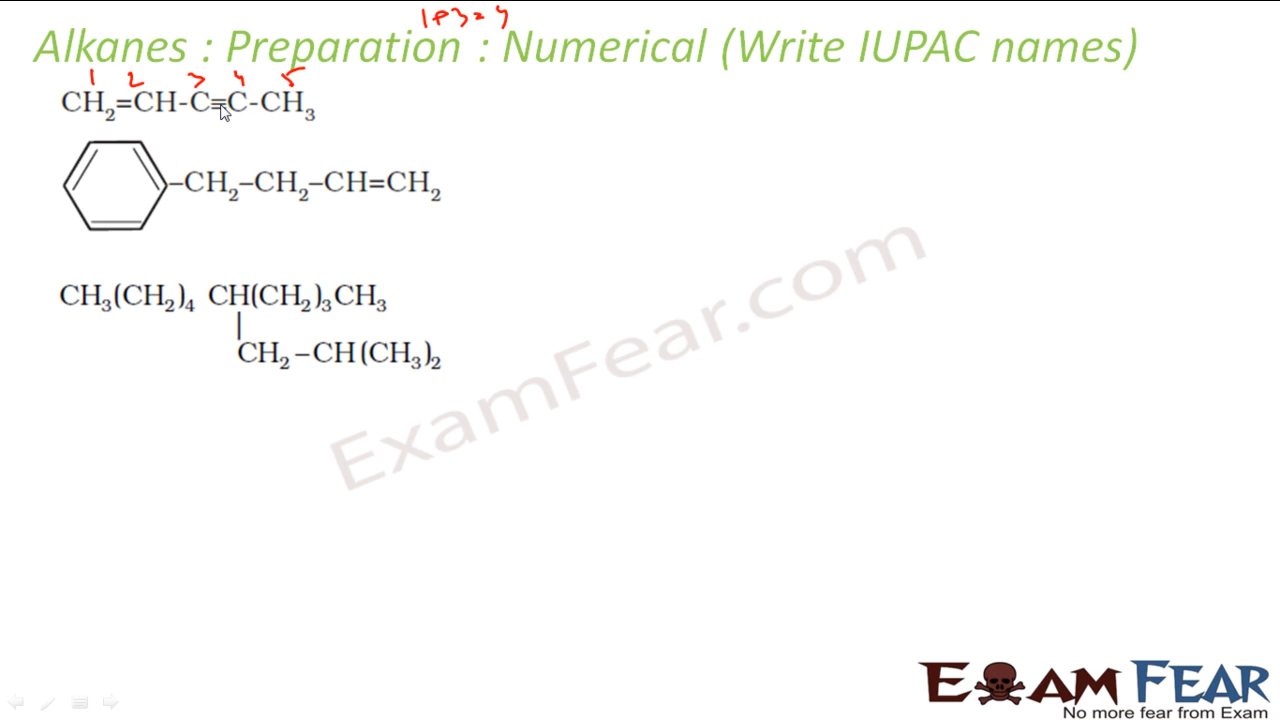 1+3=4
Alkanes : Preparation : Numerical (Write IUPAC names)
1 2 3 4 5
CH₂=CH-C≡C-CH₃
–CH₂–CH₂–CH=CH₂
CH₃(CH₂)₄ CH(CH₂)₃CH₃
|
CH₂–CH(CH₃)₂
ExamFear.com
EXAM FEAR
No more fear from Exam